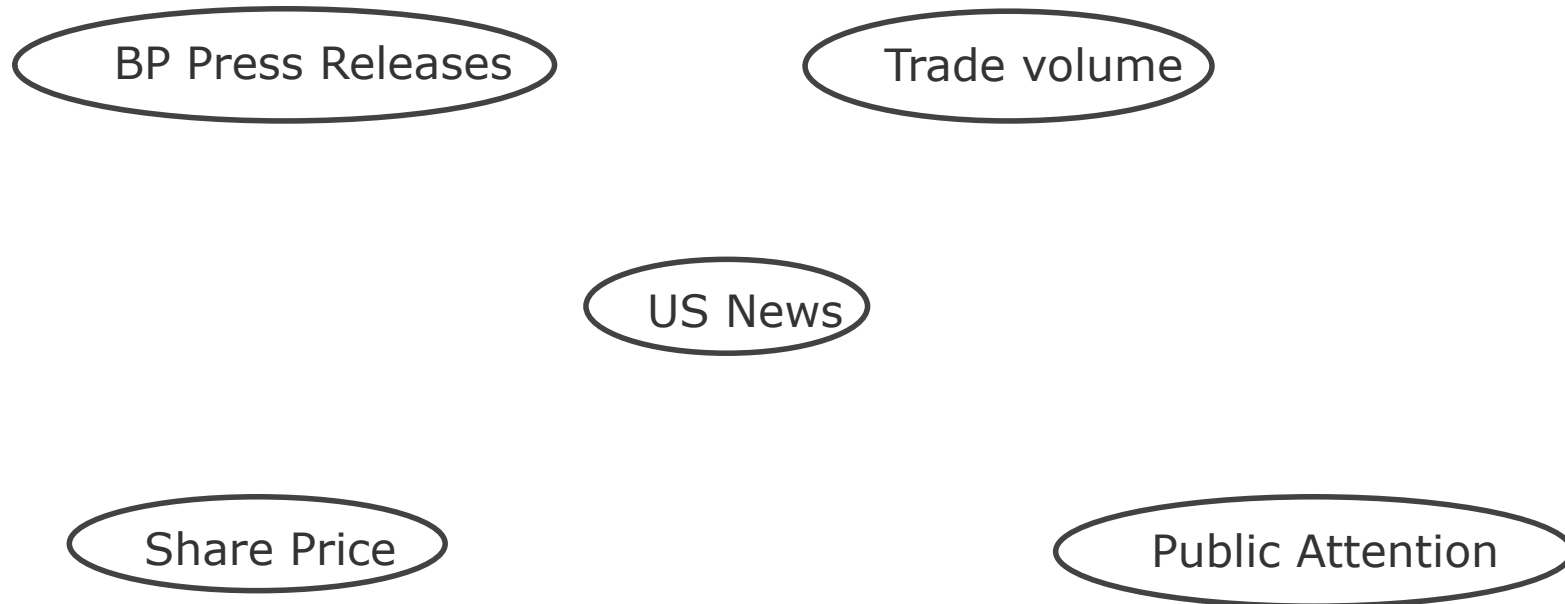 BP Press Releases
Trade volume
US News
Share Price
Public Attention